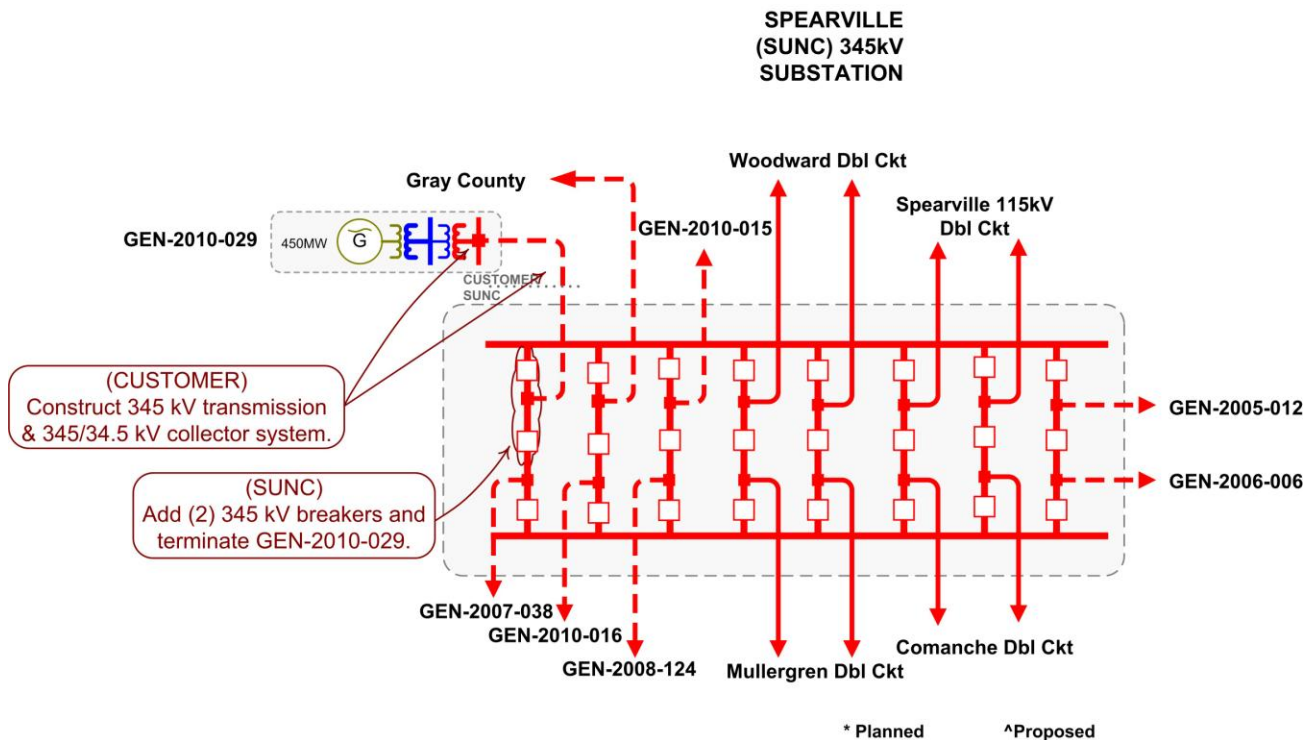 SPEARVILLE
(SUNC) 345kV
SUBSTATION
Woodward Dbl Ckt
Gray County
Spearville 115kV
Dbl Ckt
GEN-2010-015
GEN-2010-029
450MW
G
CUSTOMER
SUNC
(CUSTOMER)
Construct 345 kV transmission
& 345/34.5 kV collector system.
GEN-2005-012
(SUNC)
Add (2) 345 kV breakers and
terminate GEN-2010-029.
GEN-2006-006
GEN-2007-038
GEN-2010-016
GEN-2008-124
Mullergren Dbl Ckt
Comanche Dbl Ckt
* Planned
^Proposed